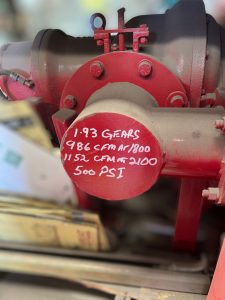 1.93 GEARS
986 CFM AT 1800
1152 CFM AT 2100
500 PSI